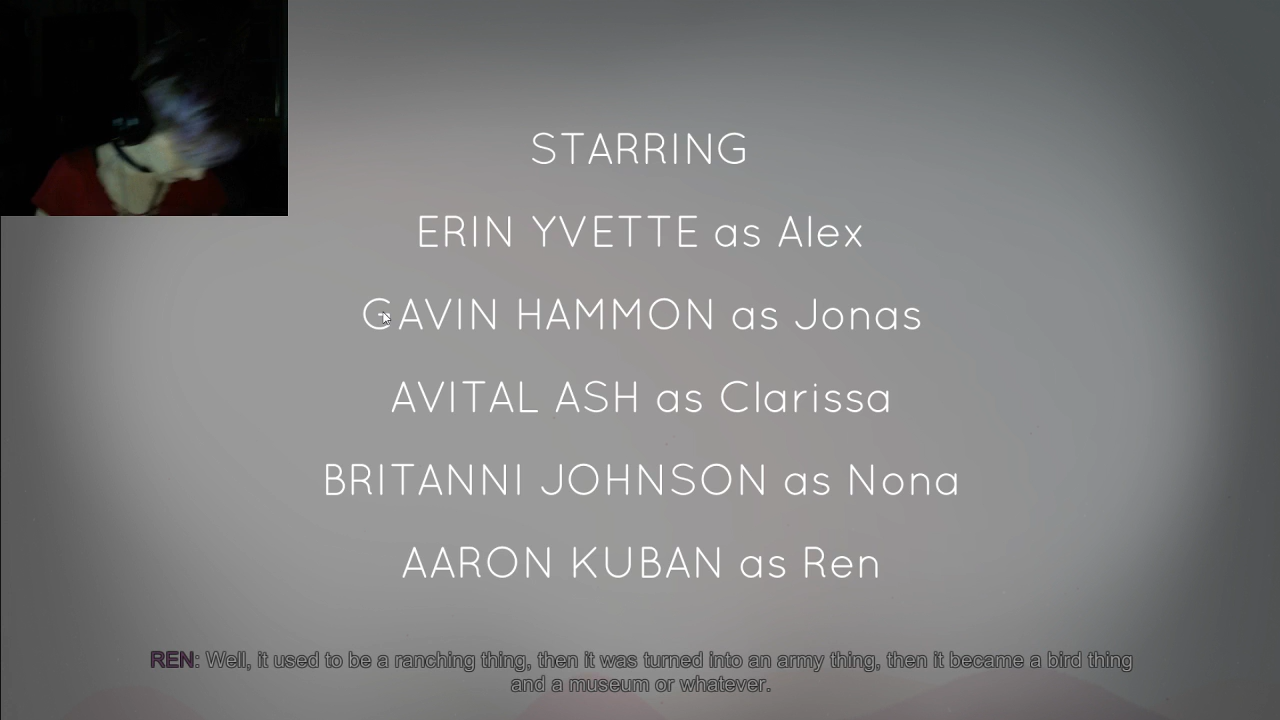 STARRING
ERIN YVETTE as Alex
GAVIN HAMMON as Jonas
AVITAL ASH as Clarissa
BRITANNI JOHNSON as Nona
AARON KUBAN as Ren
REN: Well, it used to be a ranching thing, then it was turned into an army thing, then it became a bird thing
and a museum or whatever.